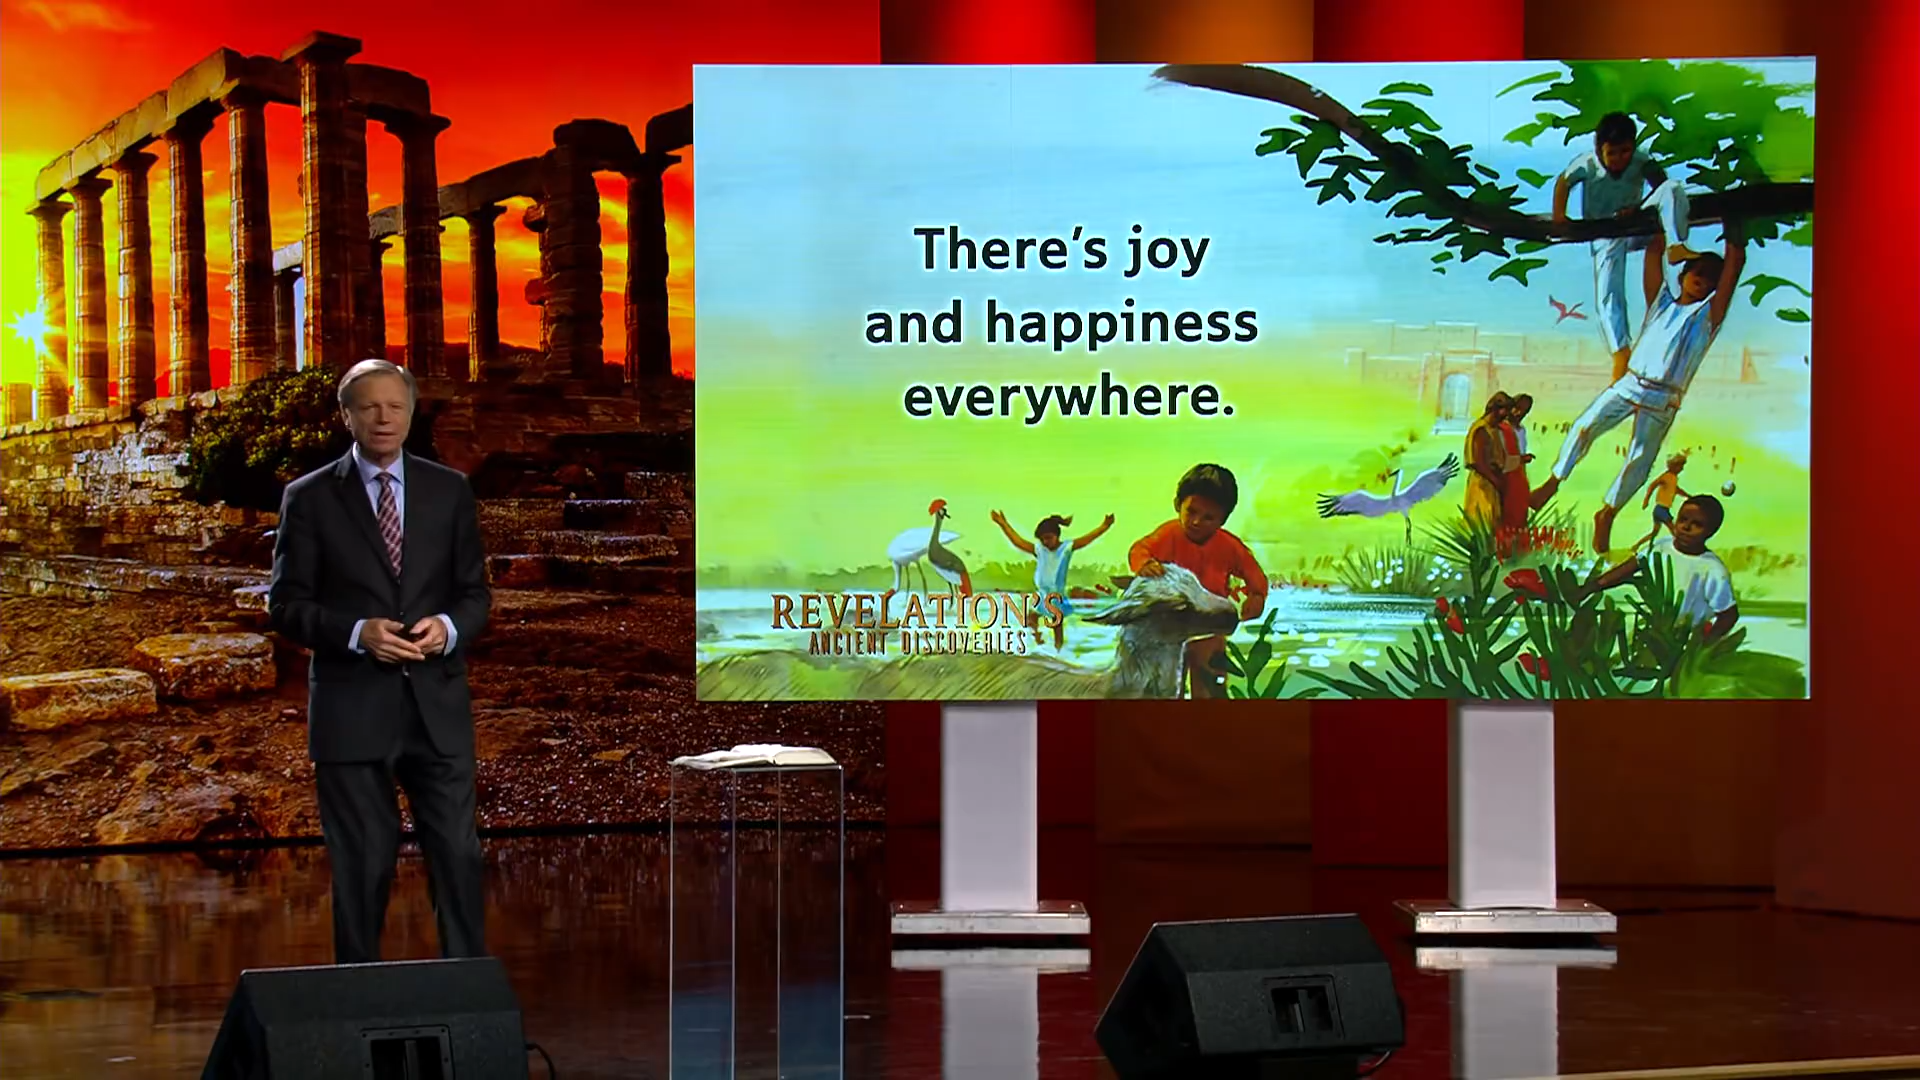 There's joy
and happiness
everywhere.
REVELATION'S
ANCIENT DISCOVERIES